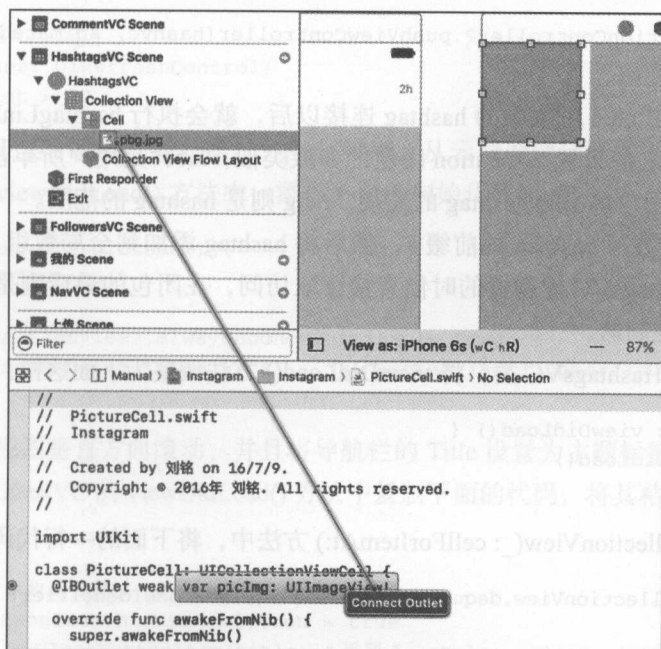 CommentVC Scene
HashtagsVC Scene
HashtagsVC
Collection View
Cell
pbg.jpg
Collection View Flow Layout
First Responder
Exit
FollowersVC Scene
我的 Scene
NavVC Scene
上传 Scene
Filter
2h
View as: iPhone 6s (wC hR)
— 87%
Manual
Instagram
Instagram
PictureCell.swift
No Selection
//
// PictureCell.swift
// Instagram
//
// Created by 刘铭 on 16/7/9.
// Copyright © 2016年 刘铭. All rights reserved.
//
import UIKit
class PictureCell: UICollectionViewCell {
@IBOutlet weak var picImg: UIImageView!
Connect Outlet
override func awakeFromNib() {
super.awakeFromNib()